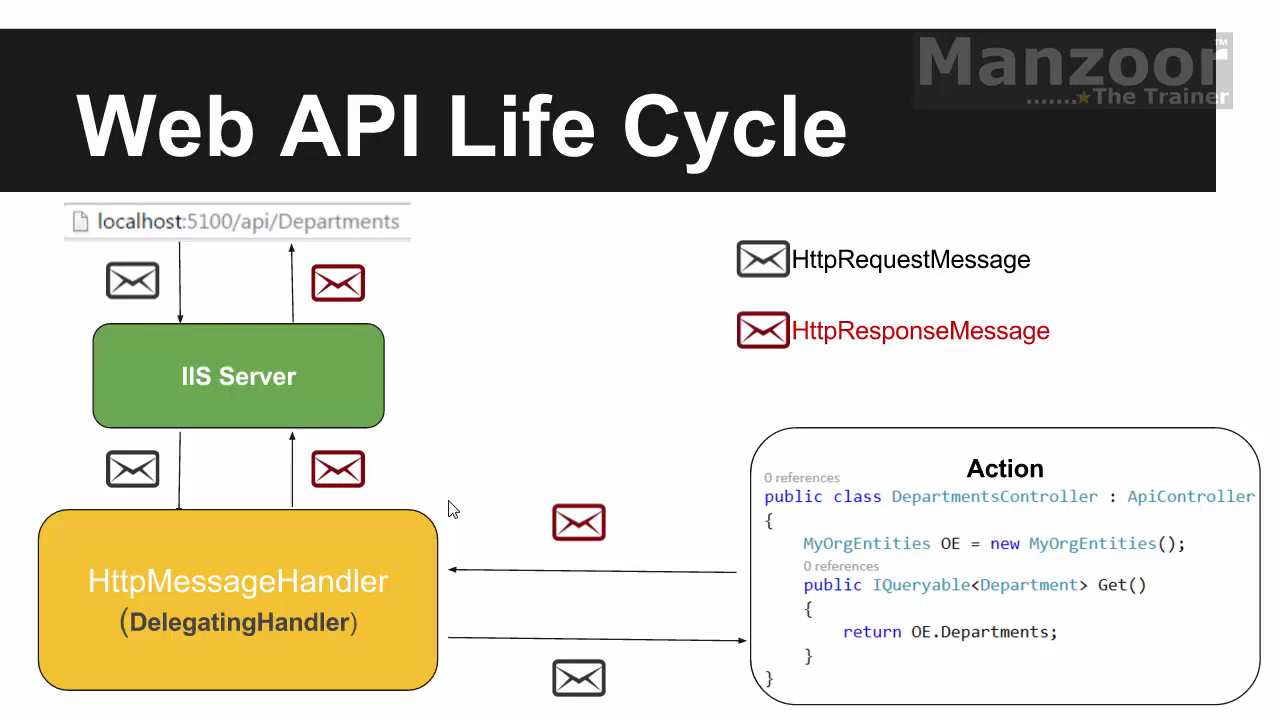 Manzoor™
.......★The Trainer
Web API Life Cycle
localhost:5100/api/Departments
HttpRequestMessage
HttpResponseMessage
IIS Server
HttpMessageHandler
(DelegatingHandler)
Action
0 references
public class DepartmentsController : ApiController
{
MyOrgEntities OE = new MyOrgEntities();
0 references
public IQueryable<Department> Get()
{
return OE.Departments;
}
}